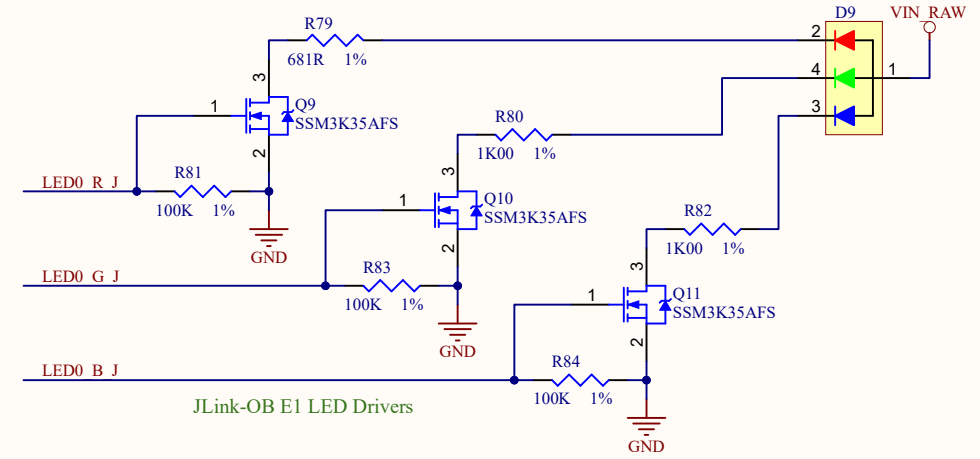 D9
VIN_RAW
R79
2
681R 1%
3
4
1
1
Q9
SSM3K35AFS
3
R80
2
1K00 1%
R81
3
LED0_R_J
100K 1%
1
Q10
SSM3K35AFS
R82
2
1K00 1%
GND
R83
3
LED0_G_J
100K 1%
1
Q11
SSM3K35AFS
2
GND
R84
LED0_B_J
100K 1%
JLink-OB E1 LED Drivers
GND